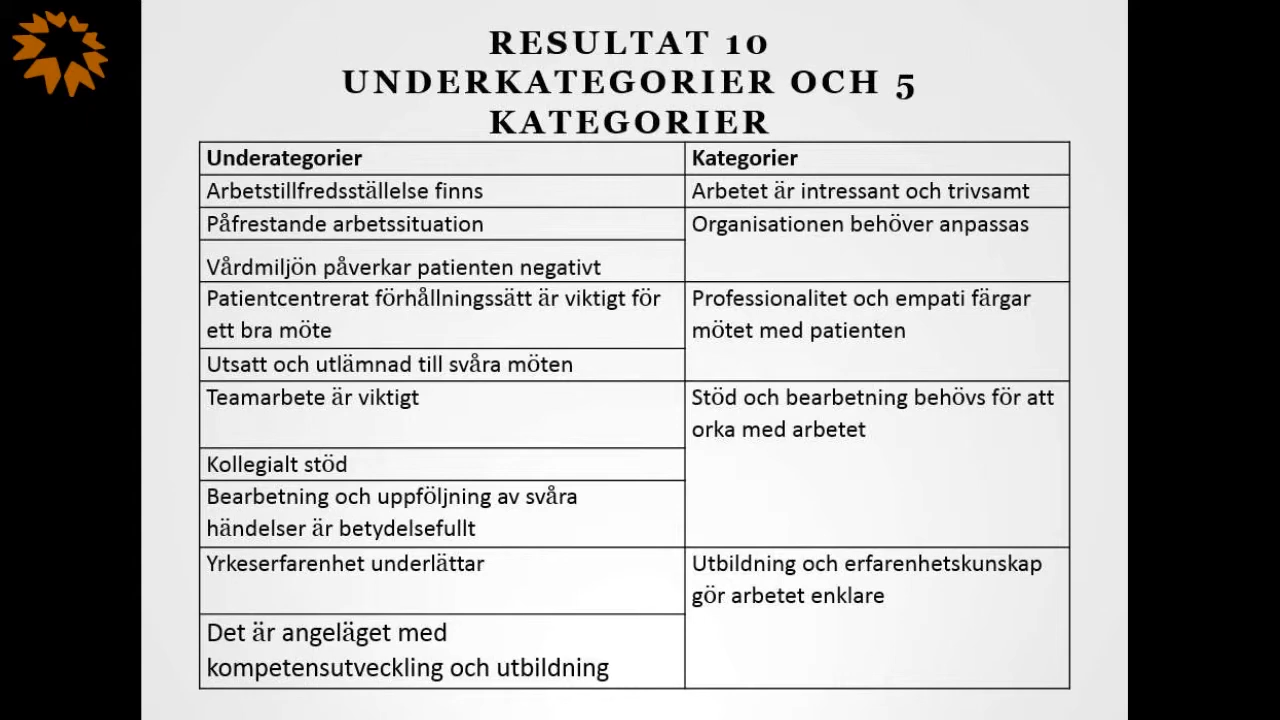 RESULTAT 10
UNDERKATEGORIER OCH 5
KATEGORIER
Underategorier
Kategorier
Arbetstillfredsställelse finns
Arbetet är intressant och trivsamt
Påfrestande arbetssituation
Organisationen behöver anpassas
Vårdmiljön påverkar patienten negativt
Patientcentrerat förhållningssätt är viktigt för
ett bra möte
Professionalitet och empati färgar
mötet med patienten
Utsatt och utlämnad till svåra möten
Teamarbete är viktigt
Stöd och bearbetning behövs för att
orka med arbetet
Kollegialt stöd
Bearbetning och uppföljning av svåra
händelser är betydelsefullt
Yrkeserfarenhet underlättar
Utbildning och erfarenhetskunskap
gör arbetet enklare
Det är angeläget med
kompetensutveckling och utbildning